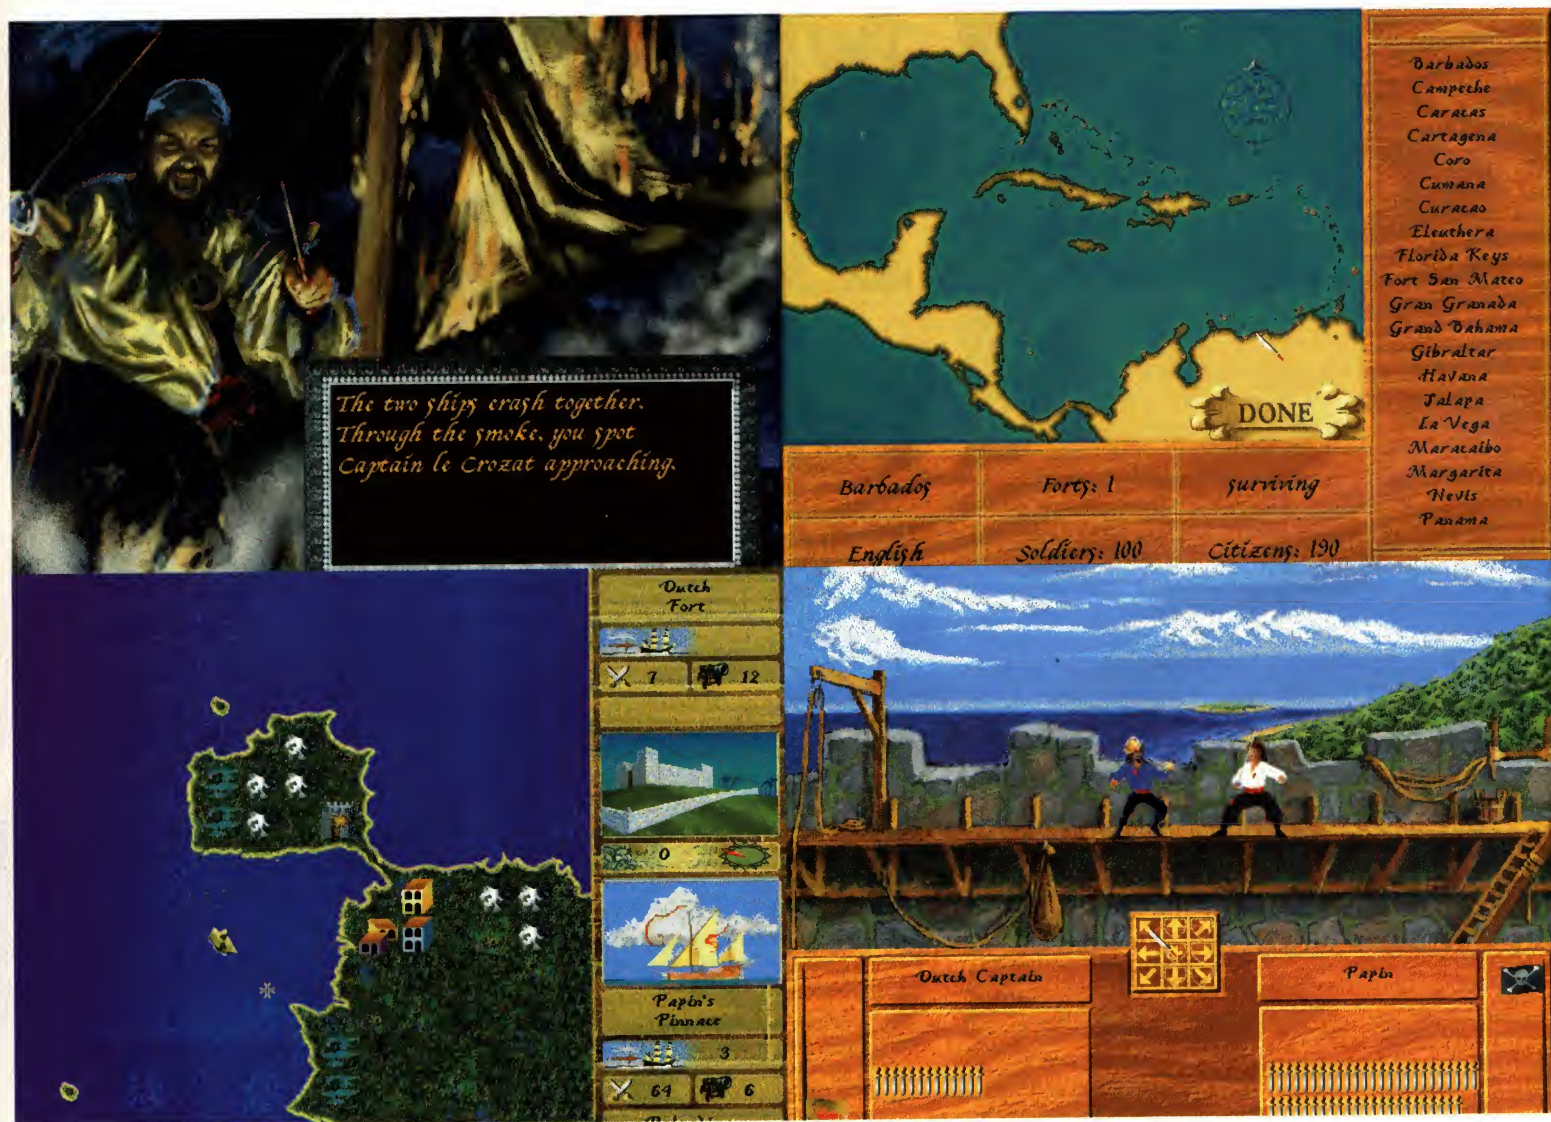 The two ships crash together.
Through the smoke, you spot
Captain le Crozat approaching.
DONE
Barbados
Forts: 1
surviving
English
Soldiers: 100
Citizens: 190
Barbados
Campeche
Caracas
Cartagena
Coro
Cumana
Curacao
Eleuthera
Florida Keys
Fort San Mateo
Gran Granada
Grand Bahama
Gibraltar
Havana
Jalapa
La Vega
Maracaibo
Margarita
Nevis
Panama
Dutch
Fort
7
12
0
Papin's
Pinnace
3
64
6
Dutch Captain
Papin